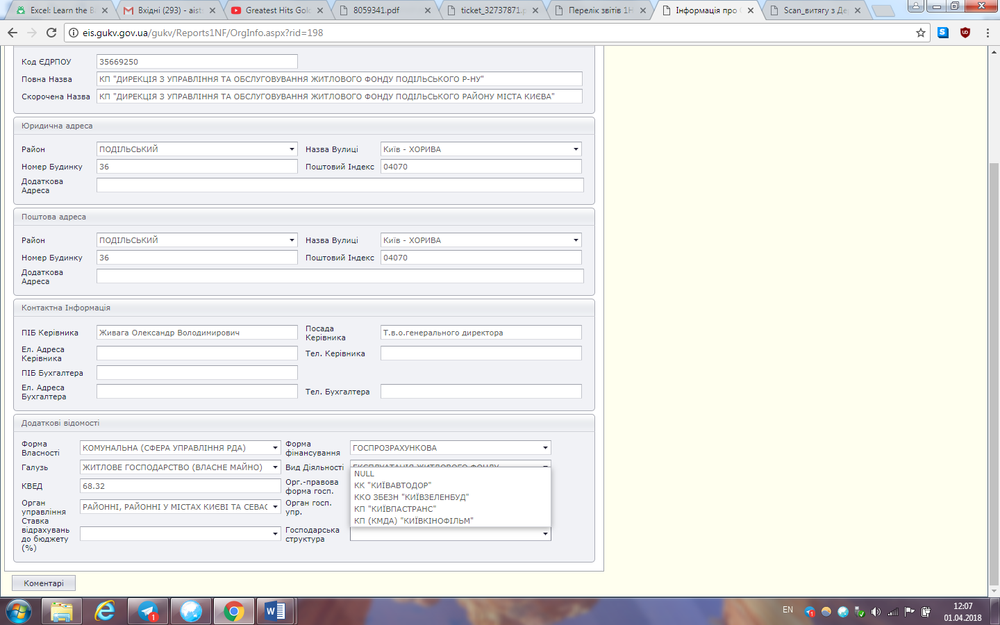 Excel: Learn the B
Вхідні (293) - aist
Greatest Hits Gold
8059341.pdf
ticket_32737871.p
Перелік звітів 1Н
Інформація про
Scan_витягу з Де
eis.gukv.gov.ua/gukv/Reports1NF/OrgInfo.aspx?rid=198
Код ЄДРПОУ 35669250
Повна Назва КП "ДИРЕКЦІЯ З УПРАВЛІННЯ ТА ОБСЛУГОВУВАННЯ ЖИТЛОВОГО ФОНДУ ПОДІЛЬСЬКОГО Р-НУ"
Скорочена Назва КП "ДИРЕКЦІЯ З УПРАВЛІННЯ ТА ОБСЛУГОВУВАННЯ ЖИТЛОВОГО ФОНДУ ПОДІЛЬСЬКОГО РАЙОНУ МІСТА КИЄВА"
Юридична адреса
Район ПОДІЛЬСЬКИЙ Назва Вулиці Київ - ХОРИВА
Номер Будинку 36 Поштовий Індекс 04070
Додаткова
Адреса
Поштова адреса
Район ПОДІЛЬСЬКИЙ Назва Вулиці Київ - ХОРИВА
Номер Будинку 36 Поштовий Індекс 04070
Додаткова
Адреса
Контактна Інформація
ПІБ Керівника Живага Олександр Володимирович
Посада
Керівника
Т.в.о.генерального директора
Ел. Адреса
Керівника
Тел. Керівника
ПІБ Бухгалтера
Ел. Адреса
Бухгалтера
Тел. Бухгалтера
Додаткові відомості
Форма
Власності
КОМУНАЛЬНА (СФЕРА УПРАВЛІННЯ РДА)
Форма
фінансування
ГОСПРОЗРАХУНКОВА
Галузь ЖИТЛОВЕ ГОСПОДАРСТВО (ВЛАСНЕ МАЙНО) Вид Діяльності ЕКСПЛУАТАЦІЯ ЖИТЛОВОГО ФОНДУ
КВЕД 68.32
Орг.-правова
форма госп.
Орган
управління
РАЙОННІ, РАЙОННІ У МІСТАХ КИЄВІ ТА СЕВАС
Орган госп.
упр.
NULL
КК "КИЇВАВТОДОР"
ККО ЗБЕЗН "КИЇВЗЕЛЕНБУД"
КП "КИЇВПАСТРАНС"
КП (КМДА) "КИЇВКІНОФІЛЬМ"
Ставка
відрахувань
до бюджету
(%)
Господарська
структура
Коментарі
EN
12:07
01.04.2018